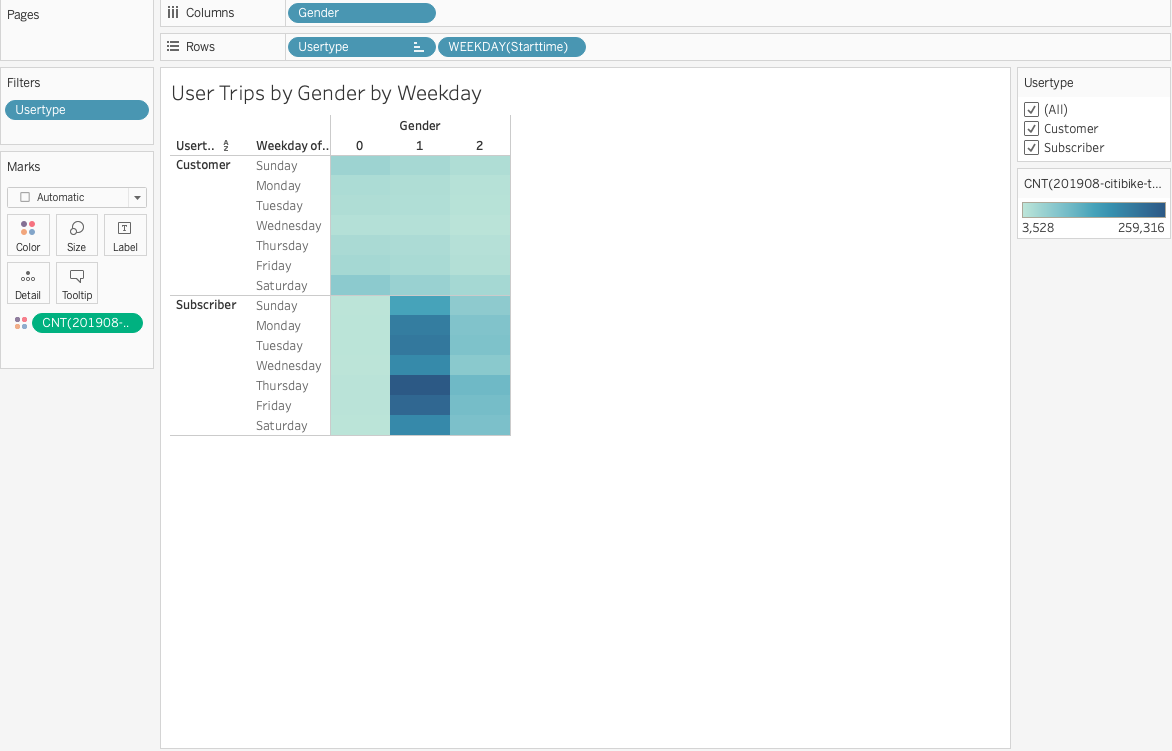 Pages
Columns
Gender
Rows
Usertype
WEEKDAY(Starttime)
Filters
Usertype
Marks
Automatic
Color
Size
Label
Detail
Tooltip
CNT(201908-..
User Trips by Gender by Weekday
Gender
Usert.. A Z Weekday of.. 0 1 2
Customer Sunday
Monday
Tuesday
Wednesday
Thursday
Friday
Saturday
Subscriber Sunday
Monday
Tuesday
Wednesday
Thursday
Friday
Saturday
Usertype
(All)
Customer
Subscriber
CNT(201908-citibike-t...
3,528 259,316